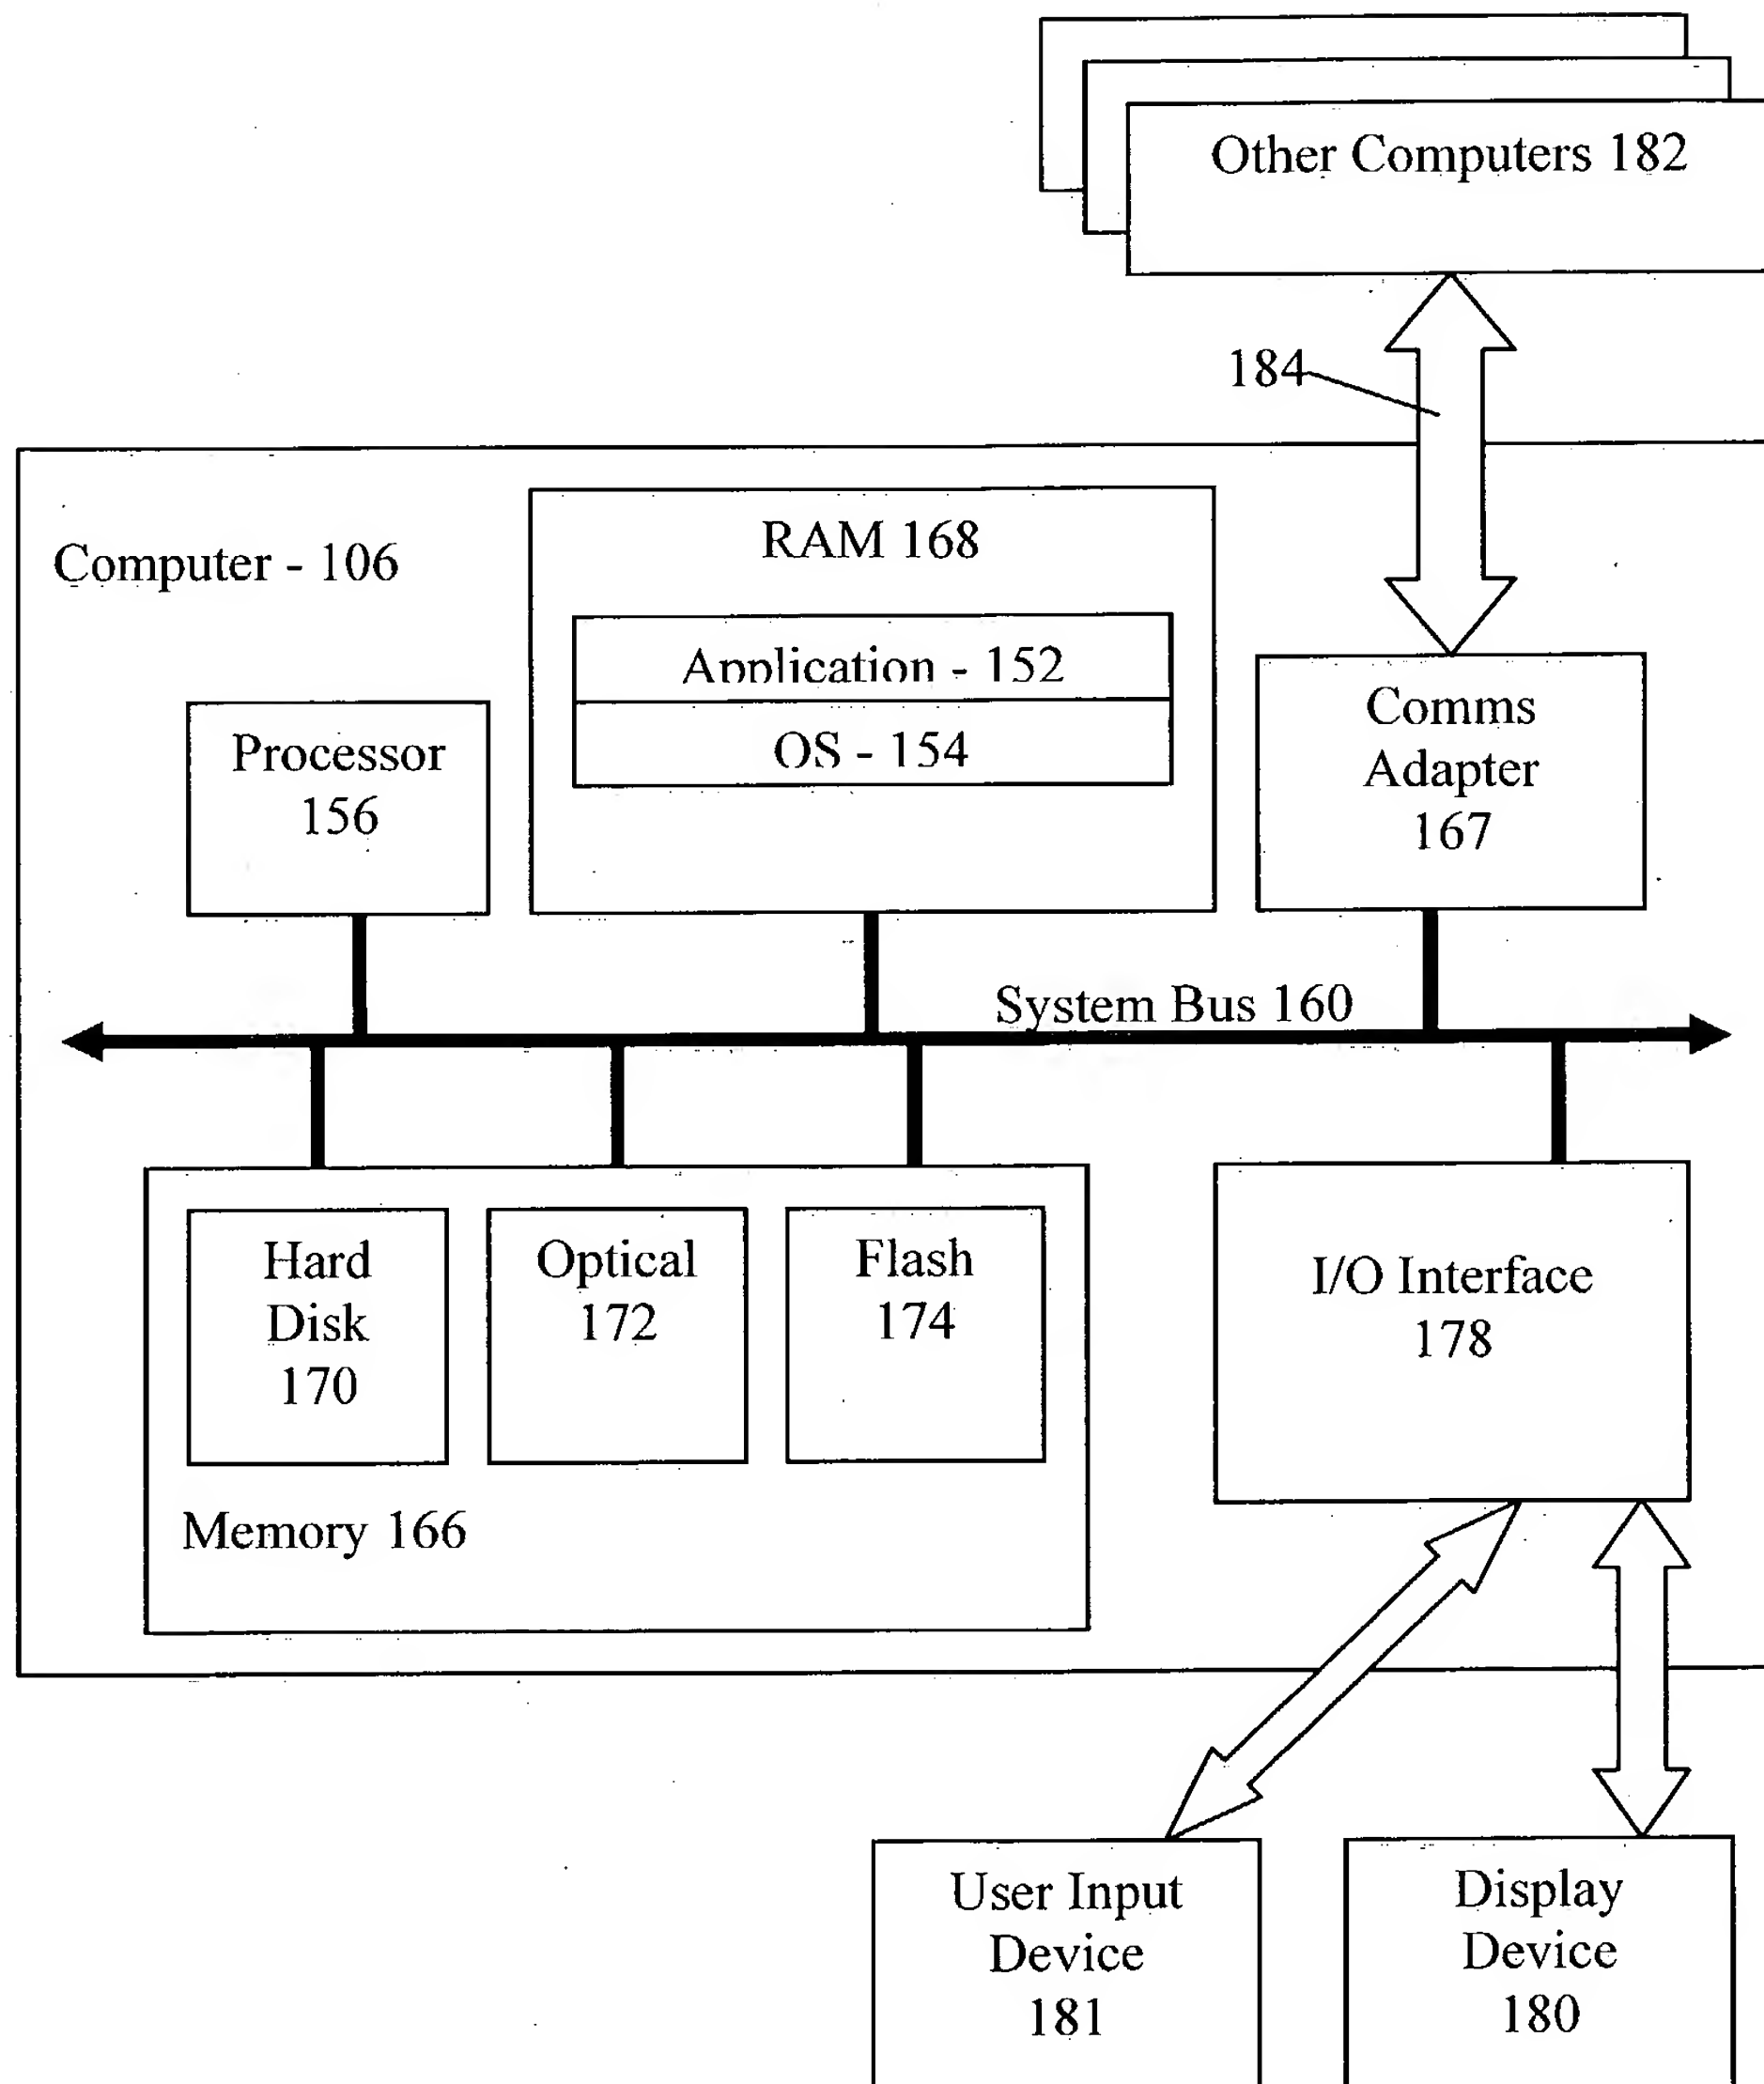 Other Computers 182
184
Computer - 106
RAM 168
Application - 152
OS - 154
Processor
156
Comms
Adapter
167
System Bus 160
Hard
Disk
170
Optical
172
Flash
174
Memory 166
I/O Interface
178
User Input
Device
181
Display
Device
180